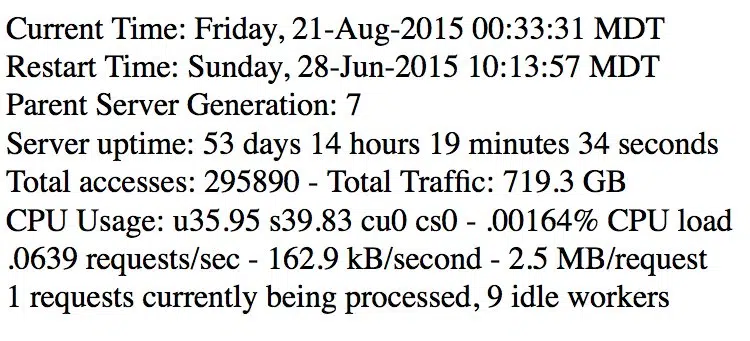 Current Time: Friday, 21-Aug-2015 00:33:31 MDT
Restart Time: Sunday, 28-Jun-2015 10:13:57 MDT
Parent Server Generation: 7
Server uptime: 53 days 14 hours 19 minutes 34 seconds
Total accesses: 295890 - Total Traffic: 719.3 GB
CPU Usage: u35.95 s39.83 cu0 cs0 - .00164% CPU load
.0639 requests/sec - 162.9 kB/second - 2.5 MB/request
1 requests currently being processed, 9 idle workers